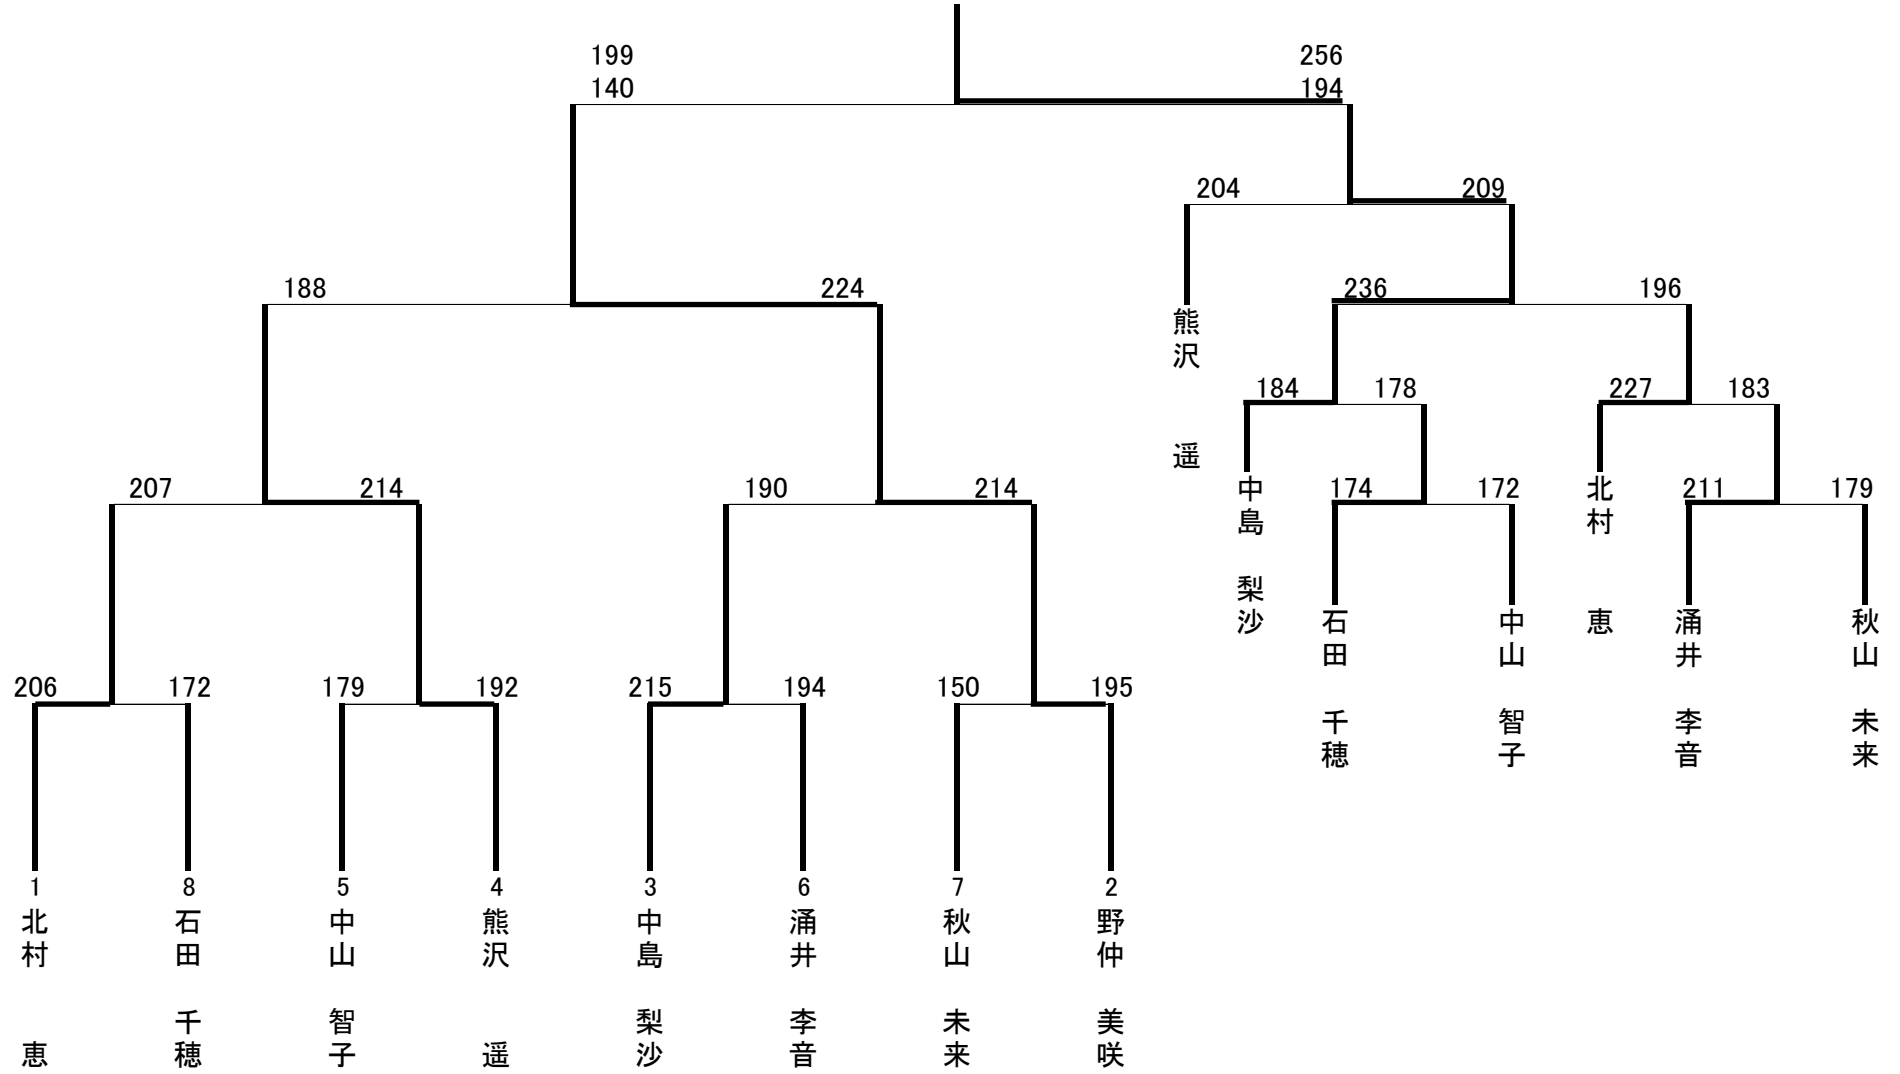 199 256
140 194
204 209
188 224 236 196
熊沢 遥
184 178 227 183
207 214 190 214 174 172 211 179
中島 梨沙
北村 恵
石田 千穂
中山 智子
涌井 李音
秋山 未来
206 172 179 192 215 194 150 195
1 8 5 4 3 6 7 2
北村 恵
石田 千穂
中山 智子
熊沢 遥
中島 梨沙
涌井 李音
秋山 未来
野仲 美咲